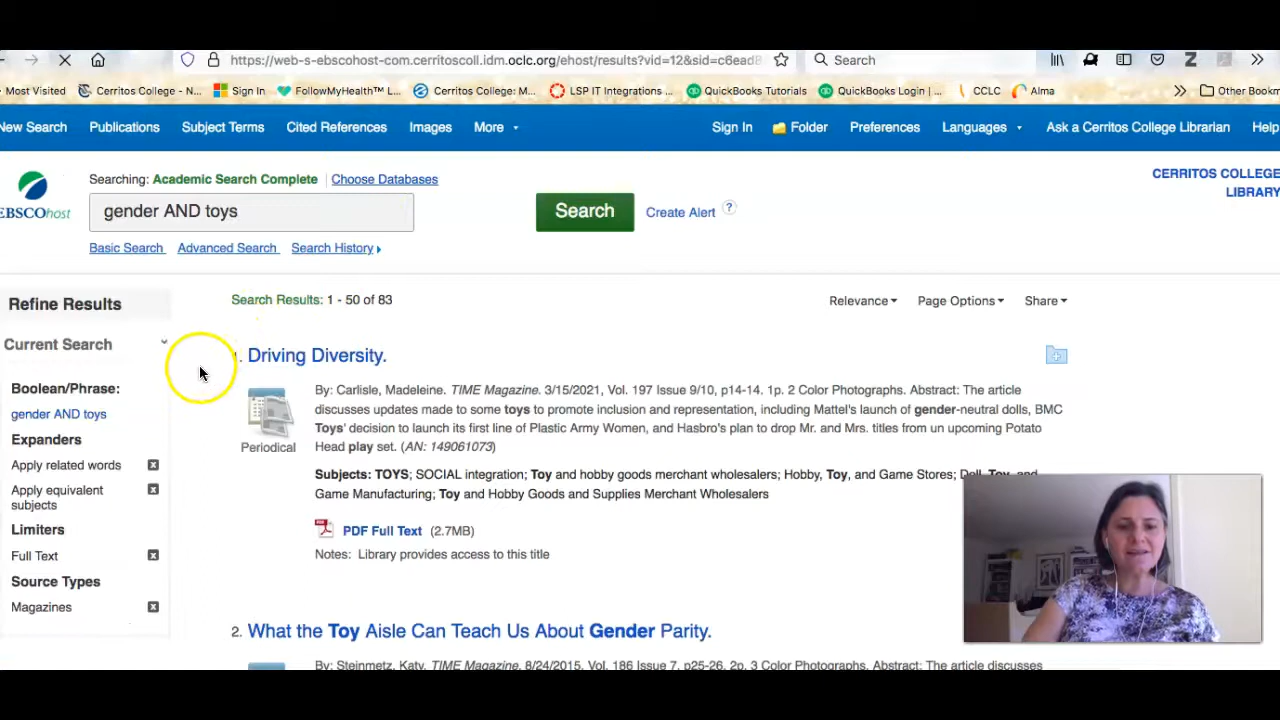 https://web-s-ebscohost-com.cerritoscoll.idm.oclc.org/ehost/results?vid=12&sid=c6ead8
Search
Most Visited
Cerritos College - N...
Sign In
FollowMyHealth™ L...
Cerritos College: M...
LSP IT Integrations ...
QuickBooks Tutorials
QuickBooks Login | ...
CCLC
Alma
Other Bookm
New Search
Publications
Subject Terms
Cited References
Images
More
Sign In
Folder
Preferences
Languages
Ask a Cerritos College Librarian
Help
Searching: Academic Search Complete
Choose Databases
CERRITOS COLLEGE
LIBRARY
EBSCOhost
gender AND toys
Search
Create Alert
?
Basic Search
Advanced Search
Search History
Refine Results
Search Results: 1 - 50 of 83
Relevance
Page Options
Share
Current Search
Boolean/Phrase:
gender AND toys
Expanders
Apply related words
Apply equivalent
subjects
Limiters
Full Text
Source Types
Magazines
Driving Diversity.
Periodical
By: Carlisle, Madeleine. TIME Magazine. 3/15/2021, Vol. 197 Issue 9/10, p14-14. 1p. 2 Color Photographs. Abstract: The article
discusses updates made to some toys to promote inclusion and representation, including Mattel's launch of gender-neutral dolls, BMC
Toys' decision to launch its first line of Plastic Army Women, and Hasbro's plan to drop Mr. and Mrs. titles from un upcoming Potato
Head play set. (AN: 149061073)
Subjects: TOYS; SOCIAL integration; Toy and hobby goods merchant wholesalers; Hobby, Toy, and Game Stores; Doll, Toy, and
Game Manufacturing; Toy and Hobby Goods and Supplies Merchant Wholesalers
PDF Full Text (2.7MB)
Notes: Library provides access to this title
2. What the Toy Aisle Can Teach Us About Gender Parity.
By: Steinmetz, Katy. TIME Magazine. 8/24/2015, Vol. 186 Issue 7, p25-26. 2p. 3 Color Photographs. Abstract: The article discusses